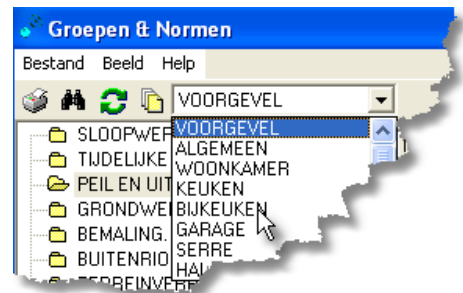 Groepen & Normen
Bestand Beeld Help
VOORGEVEL
SLOOPWER
VOORGEVEL
TIJDELIJKE
ALGEMEEN
WOONKAMER
PEIL EN UIT
KEUKEN
GRONDWE
BIJKEUKEN
BEMALING.
GARAGE
BUITENRIO
SERRE
HAL